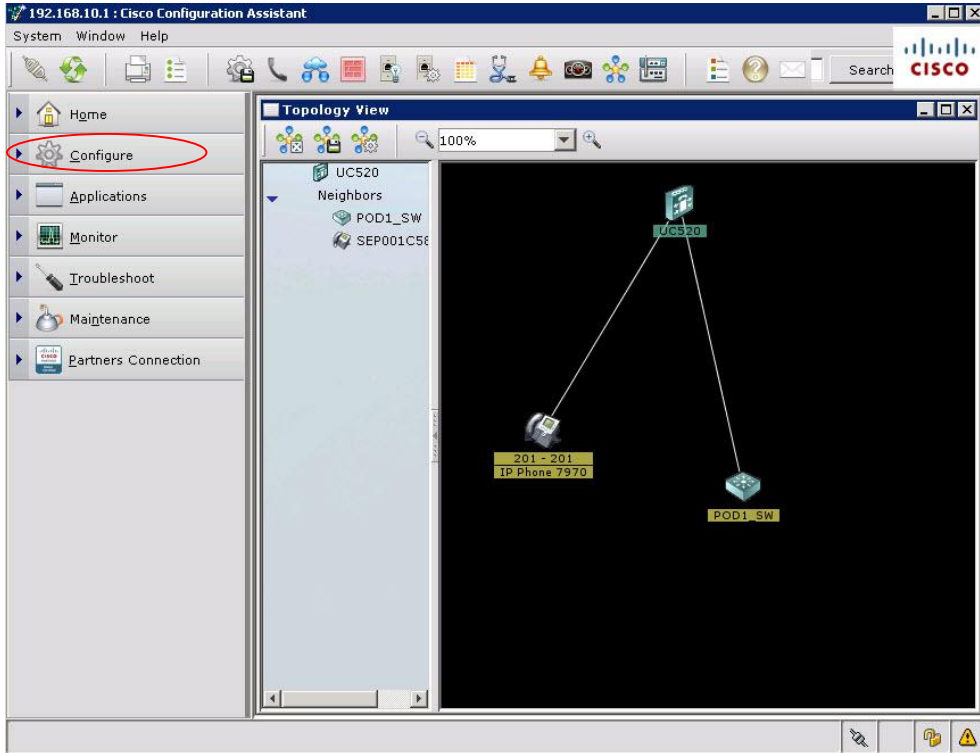 192.168.10.1 : Cisco Configuration Assistant
System Window Help
Search
CISCO
Home
Configure
Applications
Monitor
Troubleshoot
Maintenance
Partners Connection
Topology View
100%
UC520
Neighbors
POD1_SW
SEP001C58
UC520
201 - 201
IP Phone 7970
POD1_SW